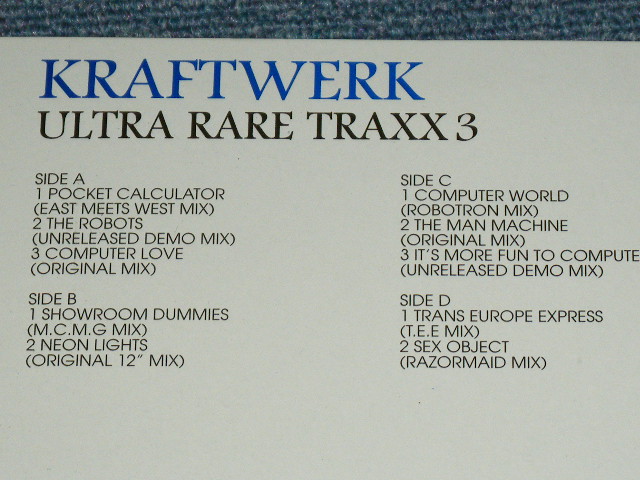 KRAFTWERK
ULTRA RARE TRAXX 3
SIDE A
1 POCKET CALCULATOR
(EAST MEETS WEST MIX)
2 THE ROBOTS
(UNRELEASED DEMO MIX)
3 COMPUTER LOVE
(ORIGINAL MIX)
SIDE B
1 SHOWROOM DUMMIES
(M.C.M.G MIX)
2 NEON LIGHTS
(ORIGINAL 12" MIX)
SIDE C
1 COMPUTER WORLD
(ROBOTRON MIX)
2 THE MAN MACHINE
(ORIGINAL MIX)
3 IT'S MORE FUN TO COMPUTE
(UNRELEASED DEMO MIX)
SIDE D
1 TRANS EUROPE EXPRESS
(T.E.E MIX)
2 SEX OBJECT
(RAZORMAID MIX)